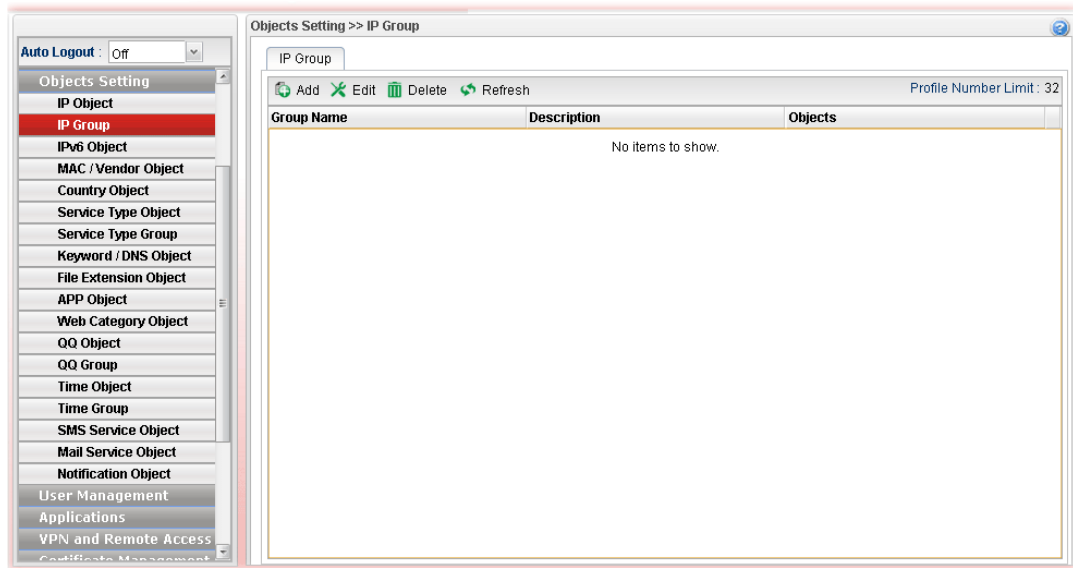 Objects Setting >> IP Group
Auto Logout : Off
Objects Setting
IP Object
IP Group
IPv6 Object
MAC / Vendor Object
Country Object
Service Type Object
Service Type Group
Keyword / DNS Object
File Extension Object
APP Object
Web Category Object
QQ Object
QQ Group
Time Object
Time Group
SMS Service Object
Mail Service Object
Notification Object
User Management
Applications
VPN and Remote Access
Certificate Management
IP Group
Add Edit Delete Refresh Profile Number Limit : 32
Group Name Description Objects
No items to show.